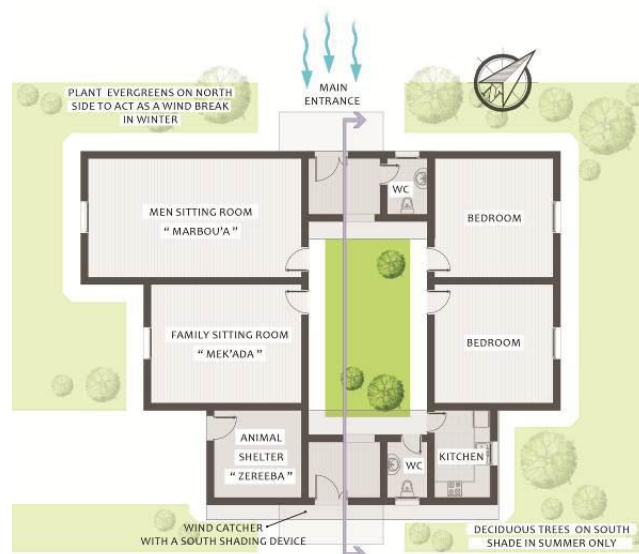 PLANT EVERGREENS ON NORTH
SIDE TO ACT AS A WIND BREAK
IN WINTER
MAIN
ENTRANCE
WC
MEN SITTING ROOM
“ MARBOU'A ”
BEDROOM
FAMILY SITTING ROOM
“ MEK'ADA ”
BEDROOM
ANIMAL
SHELTER
“ ZEREEBA ”
WC
KITCHEN
WIND CATCHER
WITH A SOUTH SHADING DEVICE
DECIDUOUS TREES ON SOUTH
SHADE IN SUMMER ONLY